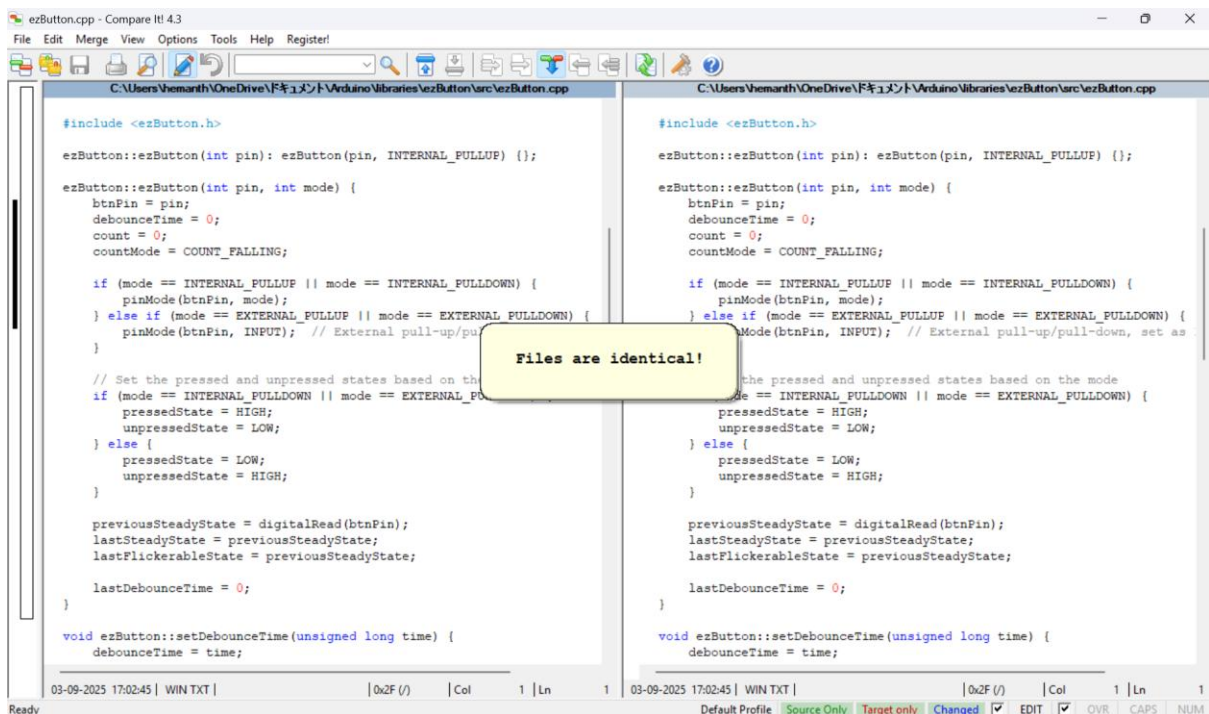 ezButton.cpp - Compare It! 4.3
File Edit Merge View Options Tools Help Register!
C:\Users\hemanth\OneDrive\ドキュメント\Arduino\libraries\ezButton\src\ezButton.cpp
#include <ezButton.h>
ezButton::ezButton(int pin): ezButton(pin, INTERNAL_PULLUP) {};
ezButton::ezButton(int pin, int mode) {
btnPin = pin;
debounceTime = 0;
count = 0;
countMode = COUNT_FALLING;
if (mode == INTERNAL_PULLUP || mode == INTERNAL_PULLDOWN) {
pinMode(btnPin, mode);
} else if (mode == EXTERNAL_PULLUP || mode == EXTERNAL_PULLDOWN) {
pinMode(btnPin, INPUT); // External pull-up/pu
}
// Set the pressed and unpressed states based on the
if (mode == INTERNAL_PULLDOWN || mode == EXTERNAL_PU
pressedState = HIGH;
unpressedState = LOW;
} else {
pressedState = LOW;
unpressedState = HIGH;
}
previousSteadyState = digitalRead(btnPin);
lastSteadyState = previousSteadyState;
lastFlickerableState = previousSteadyState;
lastDebounceTime = 0;
}
void ezButton::setDebounceTime(unsigned long time) {
debounceTime = time;
03-09-2025 17:02:45 | WIN TXT | | 0x2F (/) | Col 1 | Ln 1
Files are identical!
C:\Users\hemanth\OneDrive\ドキュメント\Arduino\libraries\ezButton\src\ezButton.cpp
#include <ezButton.h>
ezButton::ezButton(int pin): ezButton(pin, INTERNAL_PULLUP) {};
ezButton::ezButton(int pin, int mode) {
btnPin = pin;
debounceTime = 0;
count = 0;
countMode = COUNT_FALLING;
if (mode == INTERNAL_PULLUP || mode == INTERNAL_PULLDOWN) {
pinMode(btnPin, mode);
} else if (mode == EXTERNAL_PULLUP || mode == EXTERNAL_PULLDOWN) {
Mode(btnPin, INPUT); // External pull-up/pull-down, set as
the pressed and unpressed states based on the mode
de == INTERNAL_PULLDOWN || mode == EXTERNAL_PULLDOWN) {
pressedState = HIGH;
unpressedState = LOW;
} else {
pressedState = LOW;
unpressedState = HIGH;
}
previousSteadyState = digitalRead(btnPin);
lastSteadyState = previousSteadyState;
lastFlickerableState = previousSteadyState;
lastDebounceTime = 0;
}
void ezButton::setDebounceTime(unsigned long time) {
debounceTime = time;
03-09-2025 17:02:45 | WIN TXT | | 0x2F (/) | Col 1 | Ln 1
Ready Default Profile Source Only Target only Changed EDIT OVR CAPS NUM